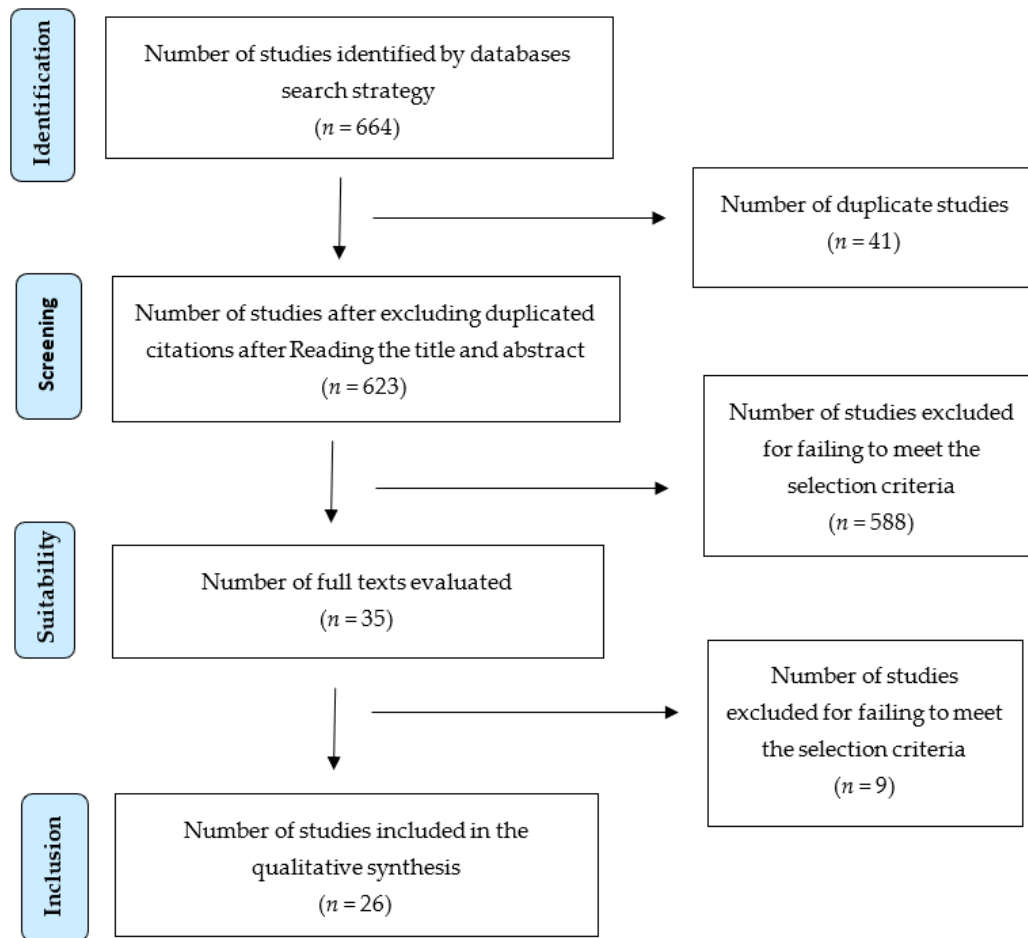 Identification
Number of studies identified by databases
search strategy
(n = 664)
Number of duplicate studies
(n = 41)
Screening
Number of studies after excluding duplicated
citations after Reading the title and abstract
(n = 623)
Number of studies excluded
for failing to meet the
selection criteria
(n = 588)
Suitability
Number of full texts evaluated
(n = 35)
Number of studies
excluded for failing to meet
the selection criteria
(n = 9)
Inclusion
Number of studies included in the
qualitative synthesis
(n = 26)